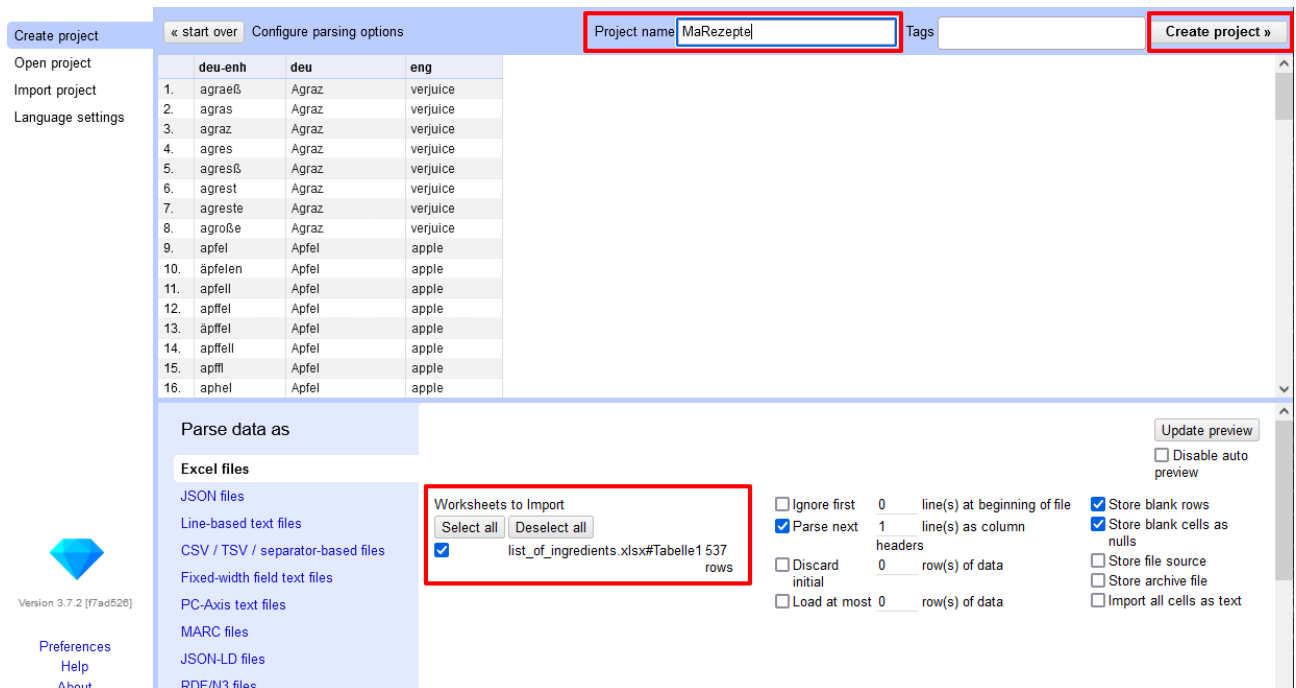 Create project
Open project
Import project
Language settings
« start over Configure parsing options Project name MaRezepte Tags Create project »
deu-enh deu eng
1. agraeß Agraz verjuice
2. agras Agraz verjuice
3. agraz Agraz verjuice
4. agres Agraz verjuice
5. agresß Agraz verjuice
6. agrest Agraz verjuice
7. agreste Agraz verjuice
8. agroße Agraz verjuice
9. apfel Apfel apple
10. äpfelen Apfel apple
11. apfell Apfel apple
12. apffel Apfel apple
13. äpffel Apfel apple
14. apffell Apfel apple
15. apffl Apfel apple
16. aphel Apfel apple
Parse data as
Excel files
JSON files
Line-based text files
CSV / TSV / separator-based files
Fixed-width field text files
PC-Axis text files
MARC files
JSON-LD files
RDF/N3 files
Worksheets to Import
Select all Deselect all
list_of_ingredients.xlsx#Tabelle1 537
rows
Update preview
Disable auto
preview
Ignore first 0 line(s) at beginning of file
Parse next 1 line(s) as column
headers
Discard 0 row(s) of data
initial
Load at most 0 row(s) of data
Store blank rows
Store blank cells as
nulls
Store file source
Store archive file
Import all cells as text
Version 3.7.2 [f7ad526]
Preferences
Help
About